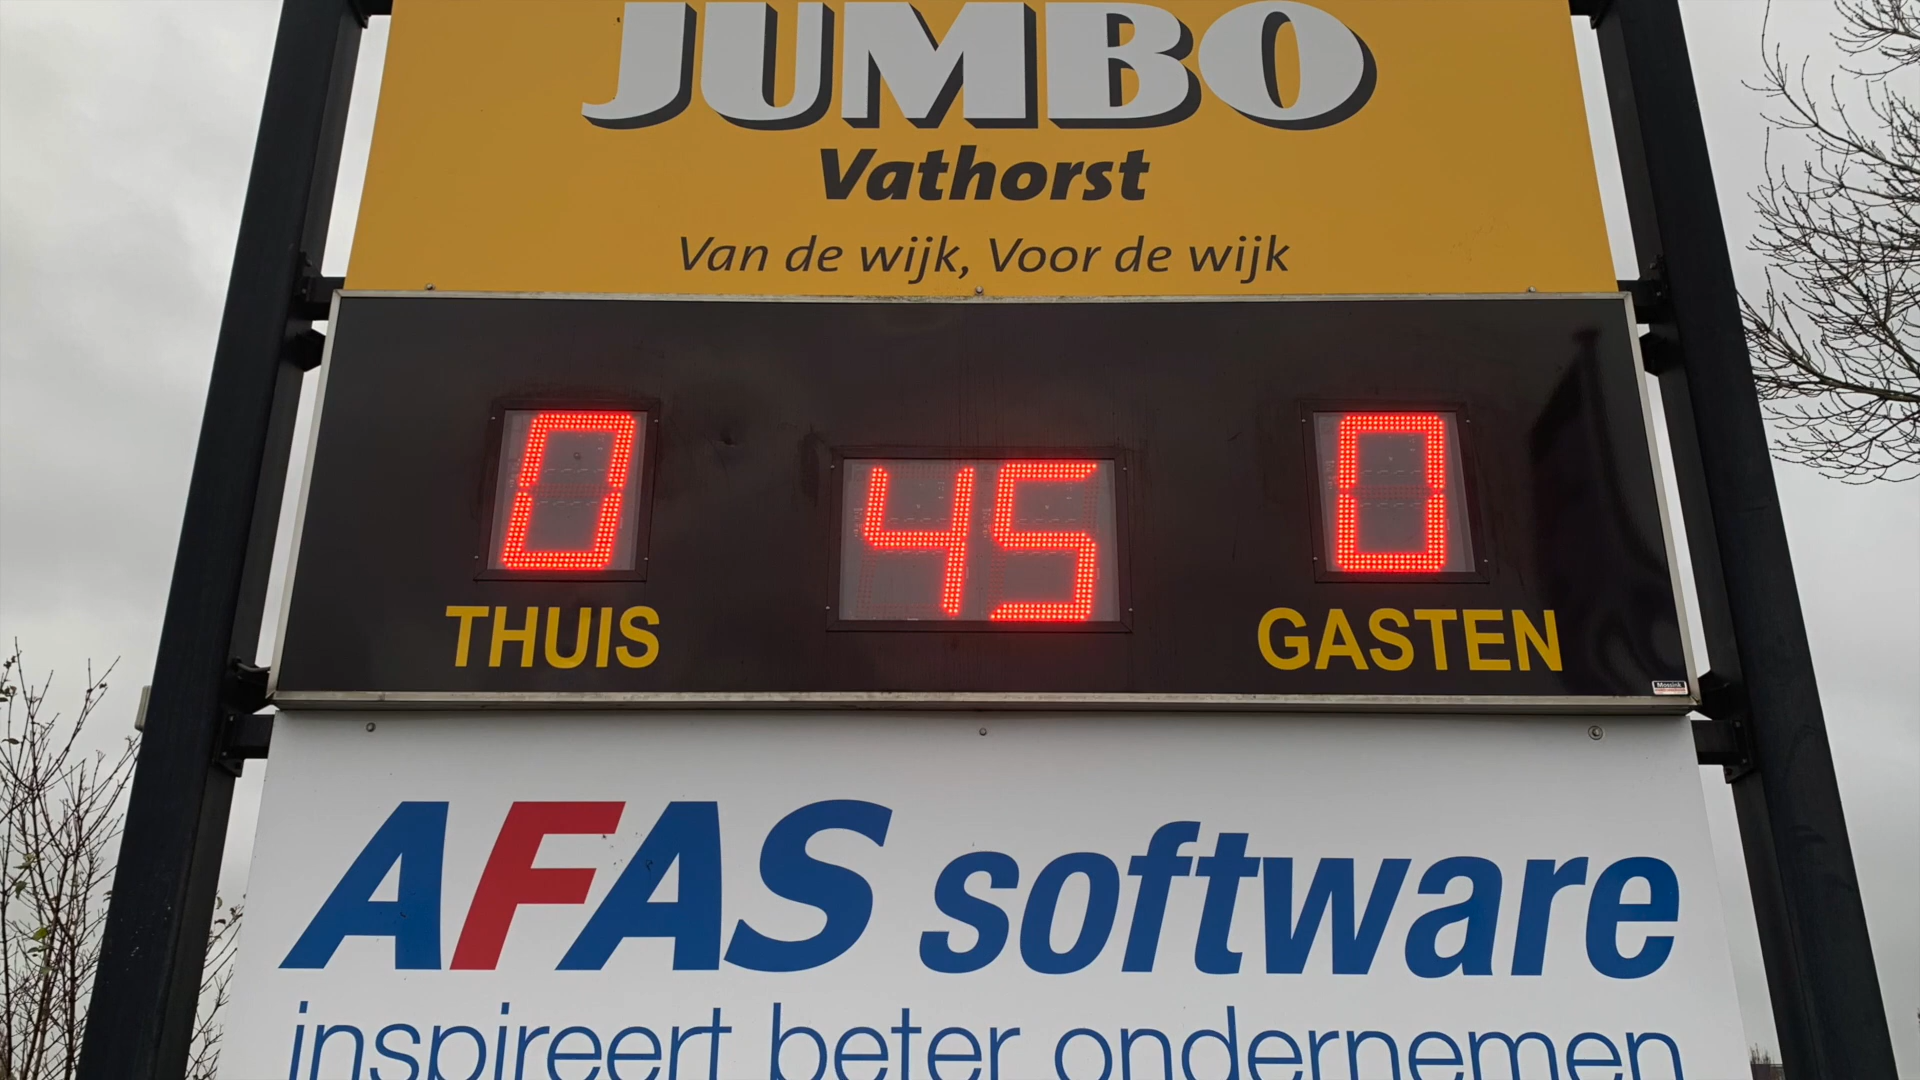 JUMBO
Vathorst
Van de wijk, Voor de wijk
0 45 0
THUIS GASTEN
AFAS software
inspireert beter ondernemen